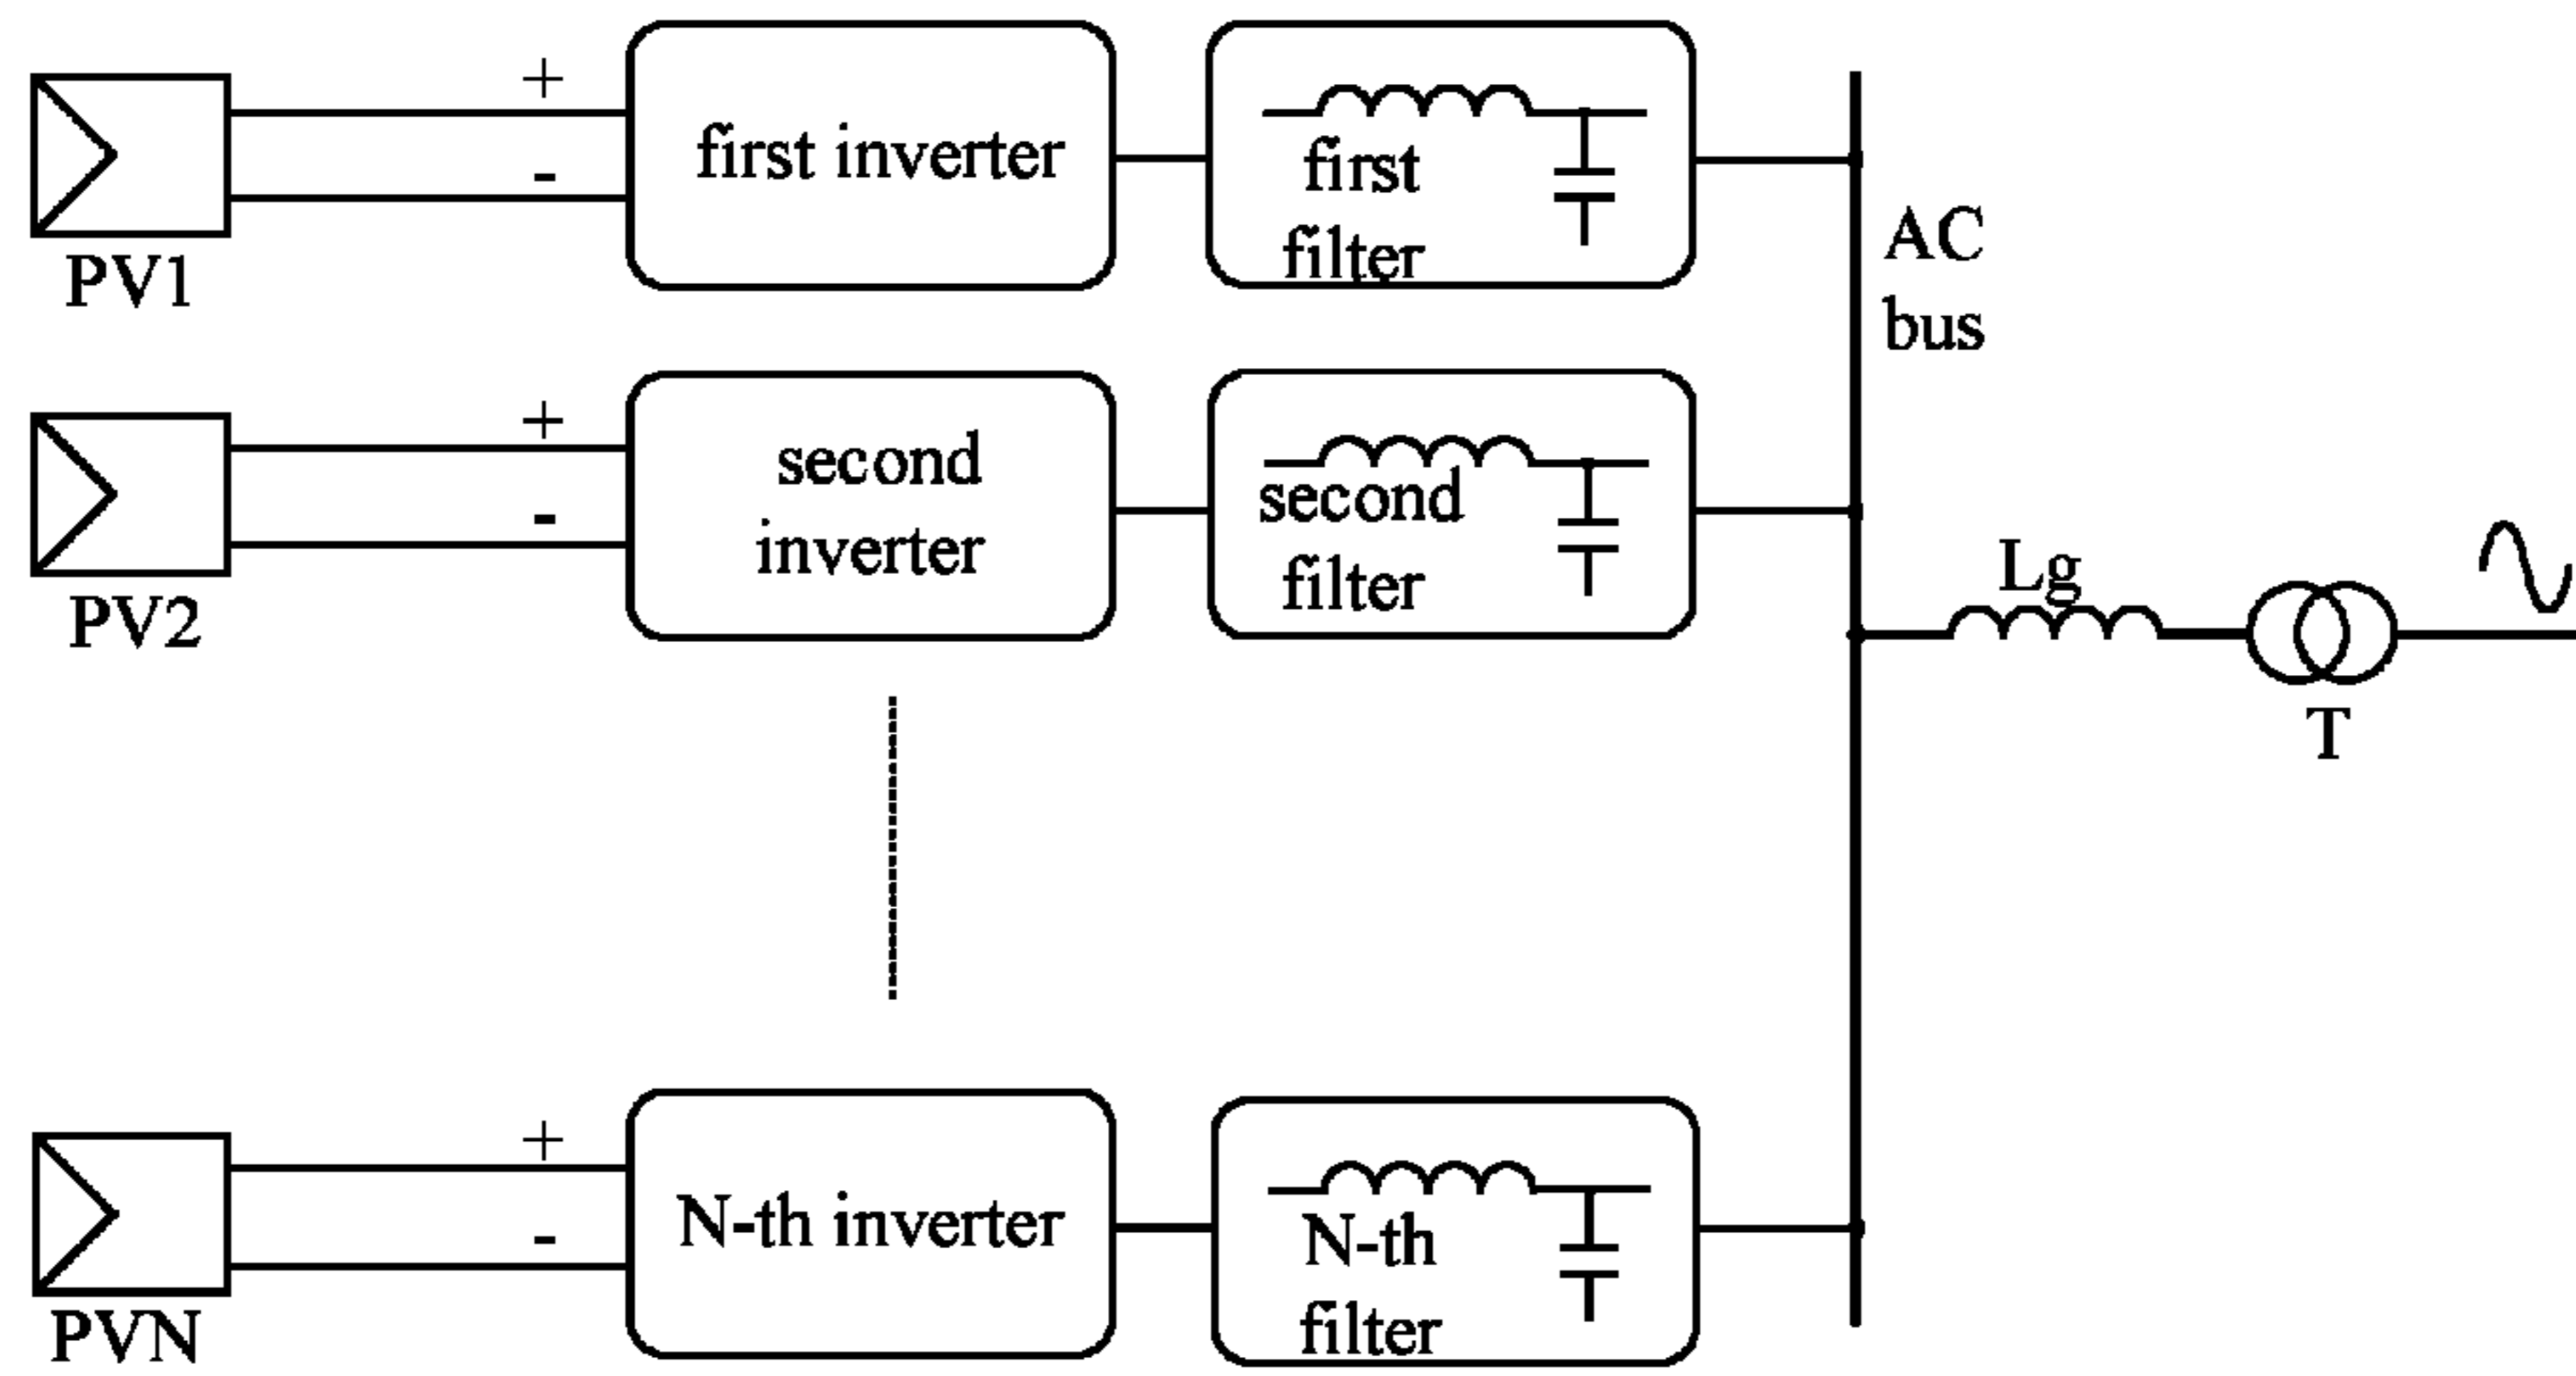 +
-
PV1
first inverter
first
filter
AC
bus
+
-
PV2
second
inverter
second
filter
Lg
T
+
-
PVN
N-th inverter
N-th
filter